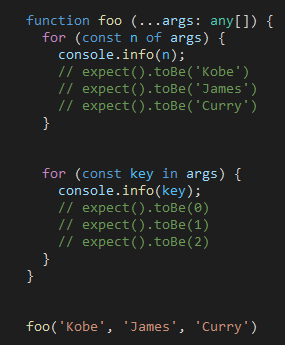 function foo (...args: any[]) {
  for (const n of args) {
    console.info(n);
    // expect().toBe('Kobe')
    // expect().toBe('James')
    // expect().toBe('Curry')
  }

  for (const key in args) {
    console.info(key);
    // expect().toBe(0)
    // expect().toBe(1)
    // expect().toBe(2)
  }
}

foo('Kobe', 'James', 'Curry')